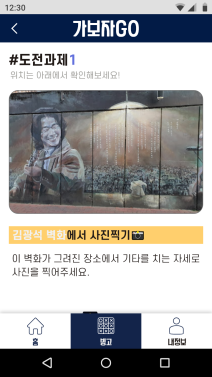 12:30
가보자GO
#도전과제1
위치는 아래에서 확인해보세요!
김광석 벽화에서 사진찍기
이 벽화가 그려진 장소에서 기타를 치는 자세로
사진을 찍어주세요.
홈
빙고
내정보